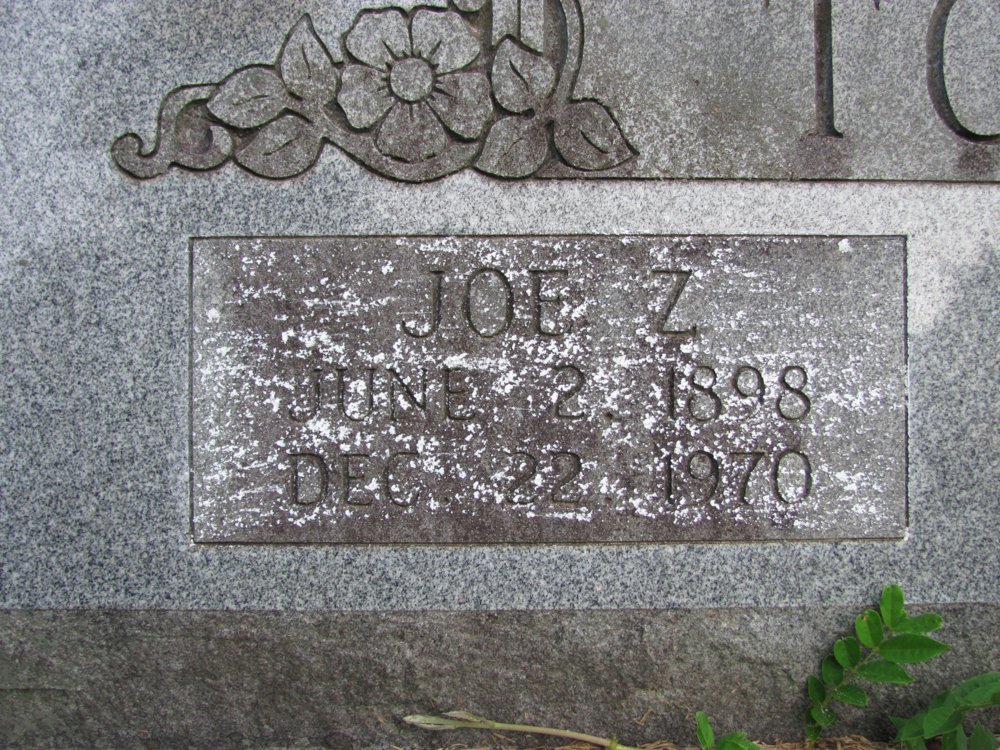 JOE Z
JUNE 2, 1898
DEC. 22, 1970